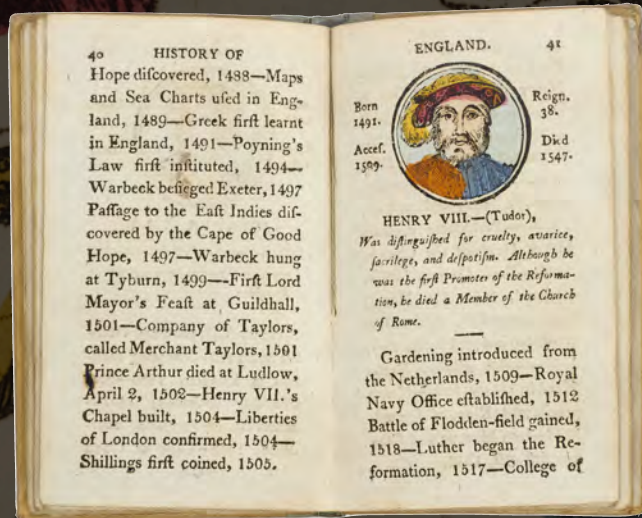 40 HISTORY OF
Hope diſcovered, 1488—Maps
and Sea Charts uſed in Eng-
land, 1489—Greek firſt learnt
in England, 1491—Poyning's
Law firſt inſtituted, 1494—
Warbeck beſieged Exeter, 1497
Paſſage to the Eaſt Indies diſ-
covered by the Cape of Good
Hope, 1497—Warbeck hung
at Tyburn, 1499—Firſt Lord
Mayor's Feaſt at Guildhall,
1501—Company of Taylors,
called Merchant Taylors, 1501
Prince Arthur died at Ludlow,
April 2, 1502—Henry VII.'s
Chapel built, 1504—Liberties
of London confirmed, 1504—
Shillings firſt coined, 1505.
ENGLAND. 41
Born
1491.
Acceſ.
1509.
Reign.
38.
Died
1547.
HENRY VIII.—(Tudor),
Was diſtinguiſhed for cruelty, avarice,
ſacrilege, and deſpotiſm. Although he
was the firſt Promoter of the Reforma-
tion, he died a Member of the Church
of Rome.
Gardening introduced from
the Netherlands, 1509—Royal
Navy Office eſtabliſhed, 1512
Battle of Flodden-field gained,
1518—Luther began the Re-
formation, 1517—College of